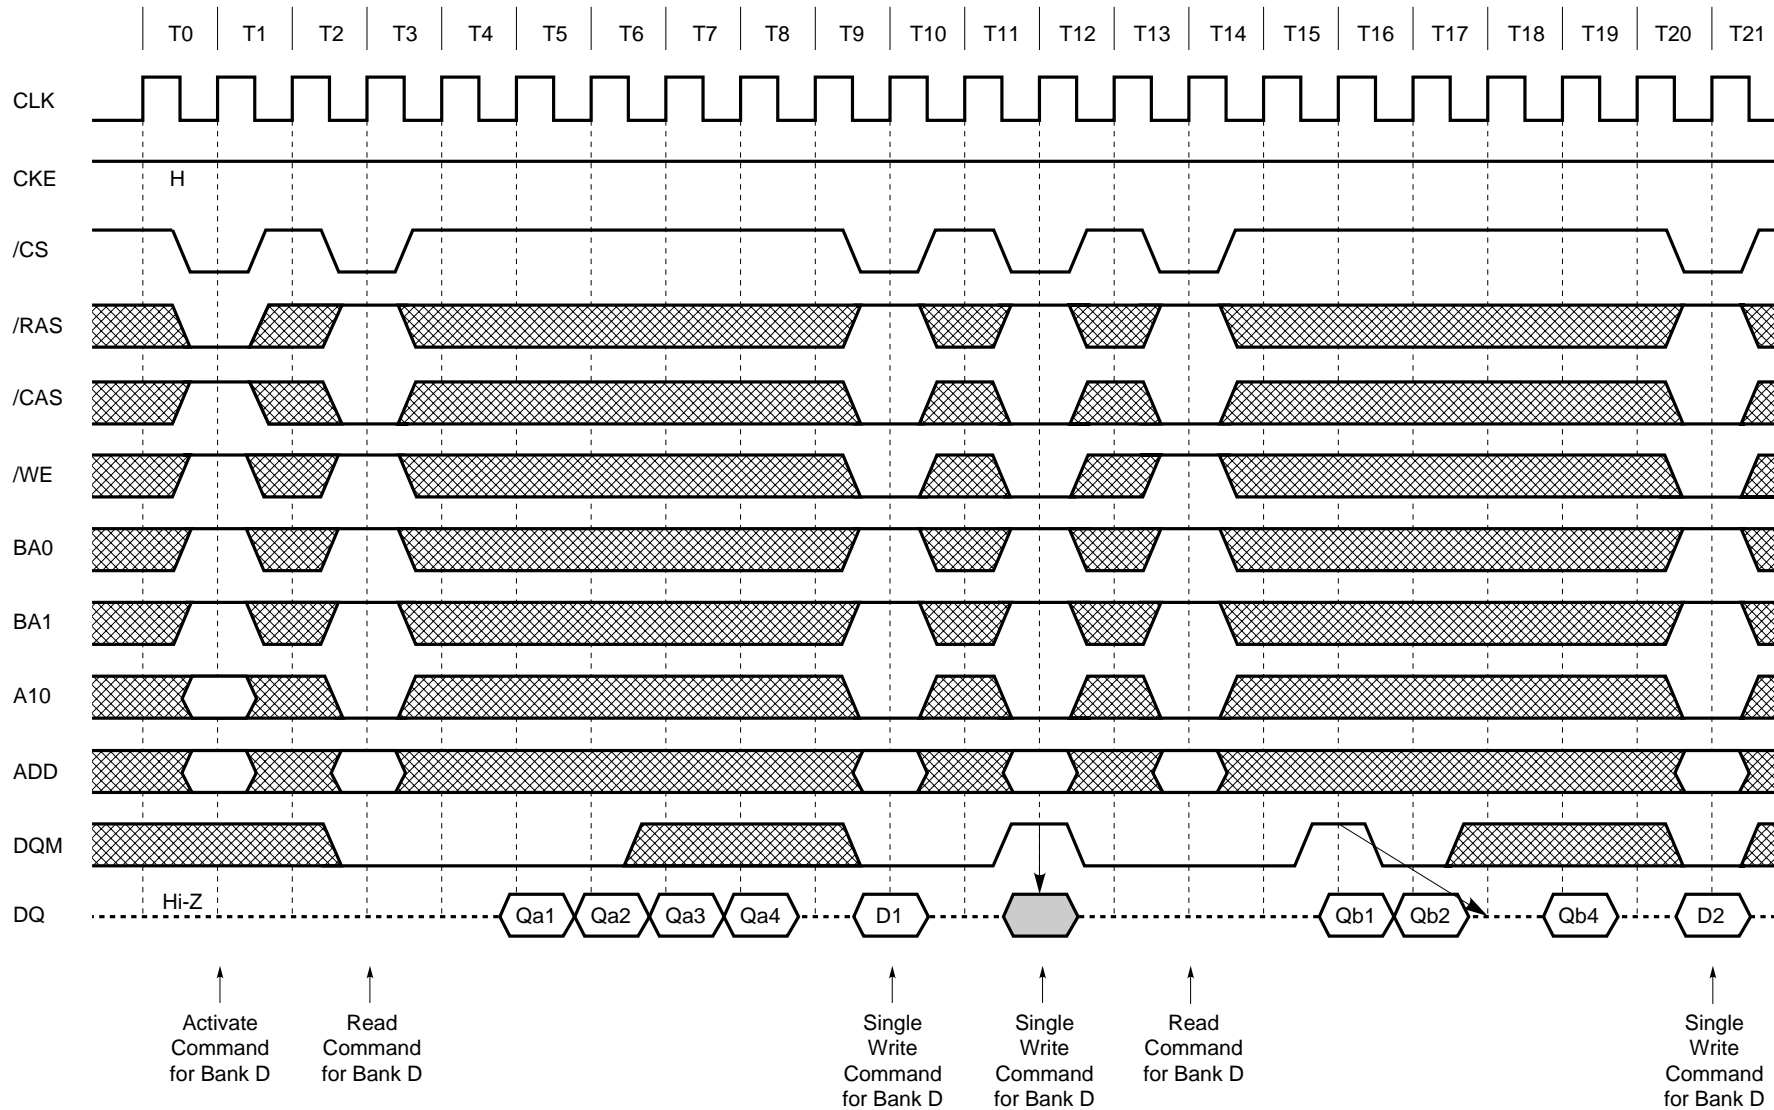 T0 T1 T2 T3 T4 T5 T6 T7 T8 T9 T10 T11 T12 T13 T14 T15 T16 T17 T18 T19 T20 T21
CLK
CKE
H
/CS
/RAS
/CAS
/WE
BA0
BA1
A10
ADD
DQM
DQ
Hi-Z
Qa1 Qa2 Qa3 Qa4 D1 Qb1 Qb2 Qb4 D2
Activate
Command
for Bank D
Read
Command
for Bank D
Single
Write
Command
for Bank D
Single
Write
Command
for Bank D
Read
Command
for Bank D
Single
Write
Command
for Bank D